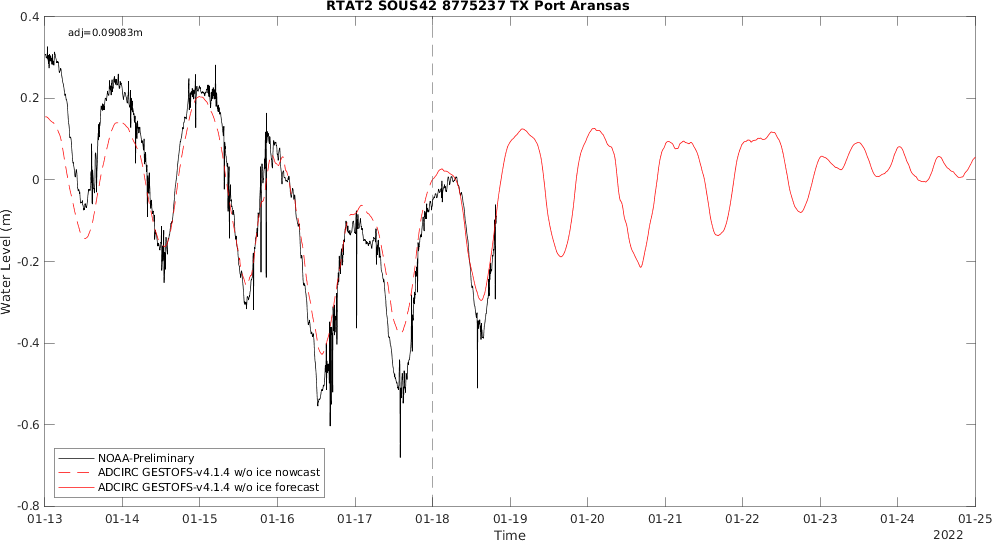 RTAT2 SOUS42 8775237 TX Port Aransas
adj=0.09083m
0.4
0.2
0
-0.2
-0.4
-0.6
-0.8
Water Level (m)
NOAA-Preliminary
ADCIRC GESTOFS-v4.1.4 w/o ice nowcast
ADCIRC GESTOFS-v4.1.4 w/o ice forecast
01-13 01-14 01-15 01-16 01-17 01-18 01-19 01-20 01-21 01-22 01-23 01-24 01-25
Time
2022